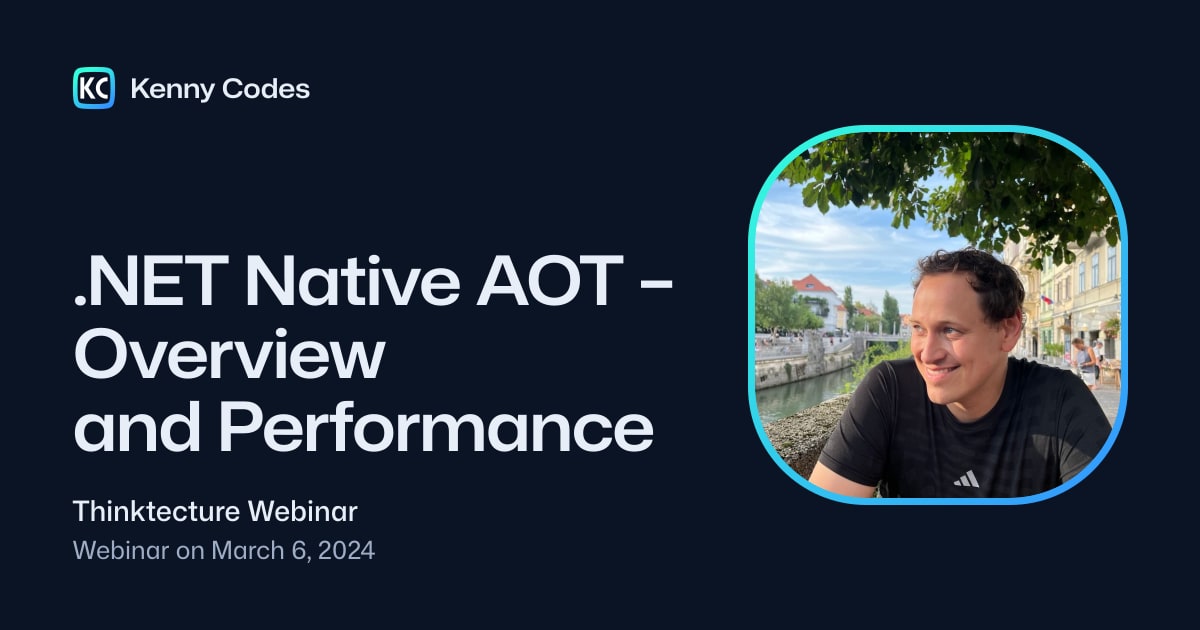 KC Kenny Codes
.NET Native AOT –
Overview
and Performance
Thinktecture Webinar
Webinar on March 6, 2024